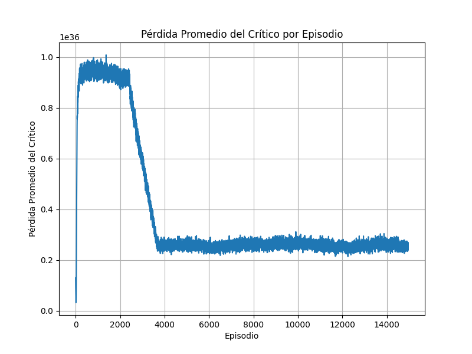 Pérdida Promedio del Crítico por Episodio
1e36
1.0
0.8
0.6
0.4
0.2
0.0
Pérdida Promedio del Crítico
0 2000 4000 6000 8000 10000 12000 14000
Episodio